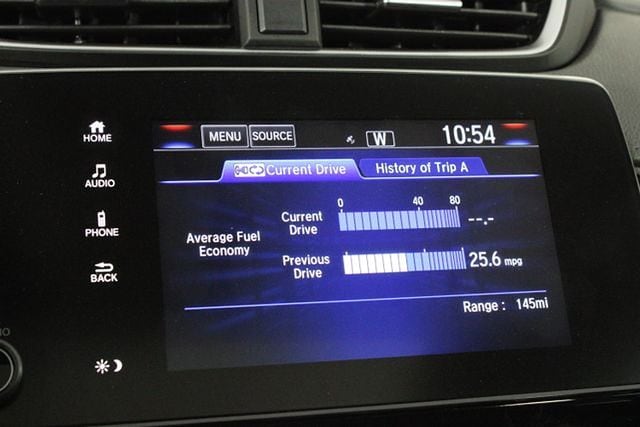 HOME
AUDIO
PHONE
BACK
MENU SOURCE W 10:54
Current Drive History of Trip A
0 40 80
Average Fuel Economy
Current Drive --.-
Previous Drive 25.6 mpg
Range : 145mi